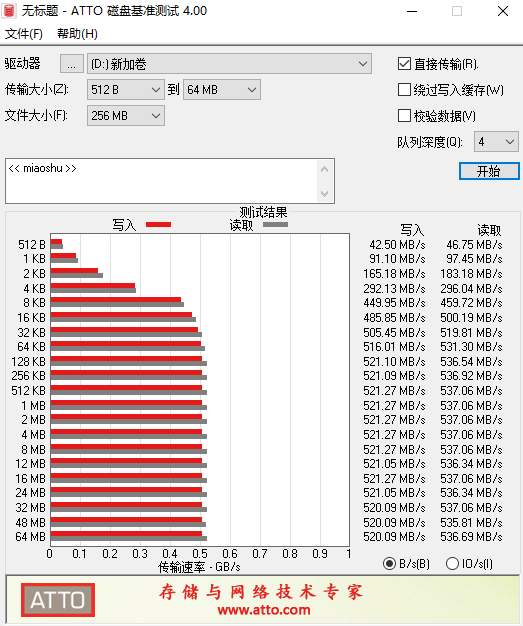 无标题 - ATTO 磁盘基准测试 4.00
文件(F) 帮助(H)
驱动器 ... (D:) 新加卷
直接传输(R).
传输大小(Z): 512 B 到 64 MB
绕过写入缓存(W)
文件大小(F): 256 MB
校验数据(V)
队列深度(Q): 4
<< miaoshu >>
开始
测试结果
写入 读取 写入 读取
512 B 42.50 MB/s 46.75 MB/s
1 KB 91.10 MB/s 97.45 MB/s
2 KB 165.18 MB/s 183.18 MB/s
4 KB 292.13 MB/s 296.04 MB/s
8 KB 449.95 MB/s 459.72 MB/s
16 KB 485.85 MB/s 500.19 MB/s
32 KB 505.45 MB/s 519.81 MB/s
64 KB 516.01 MB/s 531.30 MB/s
128 KB 521.10 MB/s 536.54 MB/s
256 KB 521.09 MB/s 536.92 MB/s
512 KB 521.27 MB/s 537.06 MB/s
1 MB 521.27 MB/s 537.06 MB/s
2 MB 521.27 MB/s 537.06 MB/s
4 MB 521.27 MB/s 537.06 MB/s
8 MB 521.27 MB/s 537.06 MB/s
12 MB 521.05 MB/s 536.34 MB/s
16 MB 521.27 MB/s 537.06 MB/s
24 MB 521.05 MB/s 536.34 MB/s
32 MB 520.09 MB/s 537.06 MB/s
48 MB 520.09 MB/s 535.81 MB/s
64 MB 520.09 MB/s 536.69 MB/s
0 0.1 0.2 0.3 0.4 0.5 0.6 0.7 0.8 0.9 1
传输速率 - GB/s
B/s(B) IO/s(I)
ATTO
存储与网络技术专家
www.atto.com